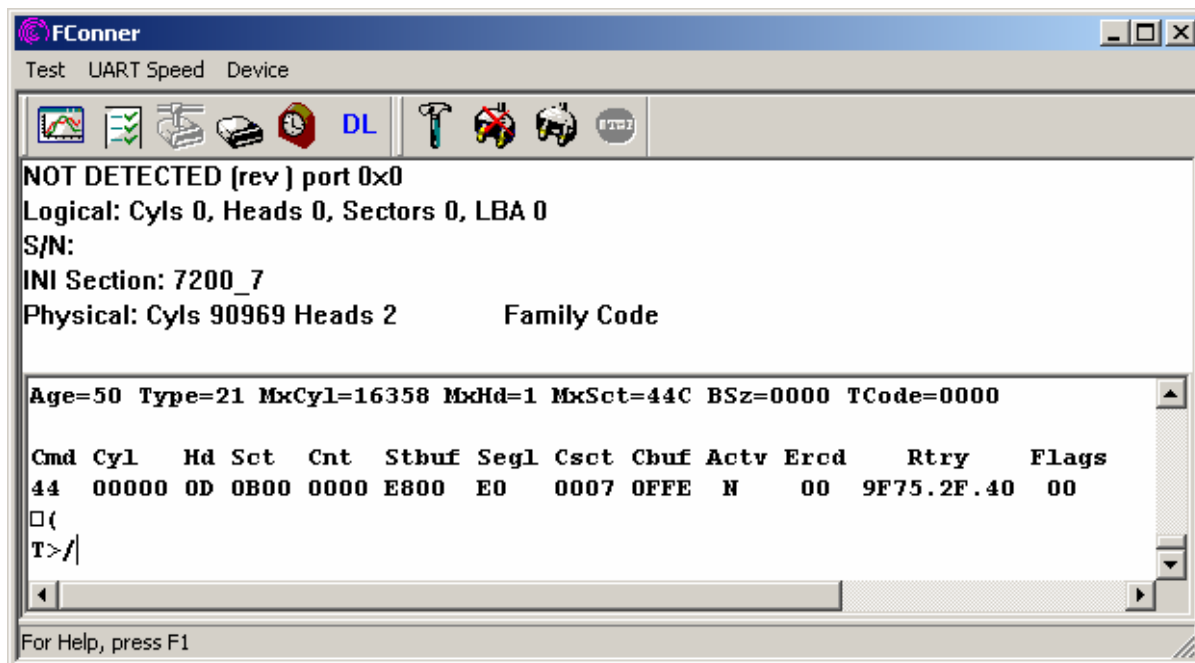 FConner
Test UART Speed Device
DL
NOT DETECTED (rev ) port 0x0
Logical: Cyls 0, Heads 0, Sectors 0, LBA 0
S/N:
INI Section: 7200_7
Physical: Cyls 90969 Heads 2 Family Code
Age=50 Type=21 MxCyl=16358 MxHd=1 MxSct=44C BSz=0000 TCode=0000
Cmd Cyl Hd Sct Cnt Stbuf Segl Csct Cbuf Actv Ercd Rtry Flags
44 00000 0D 0B00 0000 E800 E0 0007 0FFE N 00 9F75.2F.40 00
□(
T>/
For Help, press F1